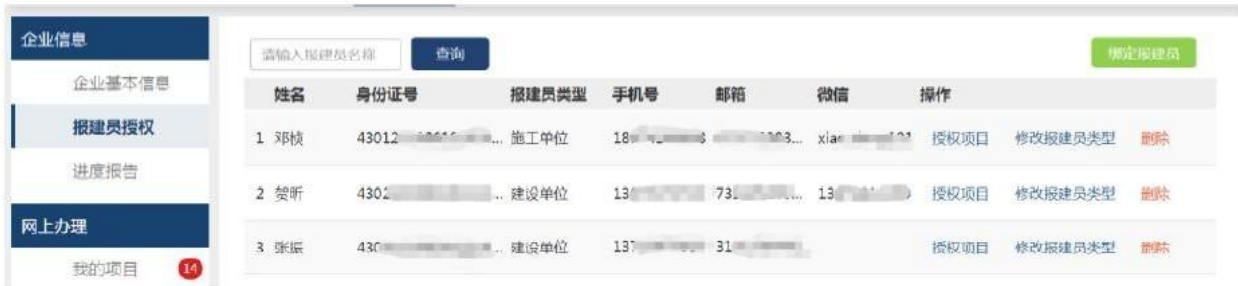 企业信息
企业基本信息
报建员授权
进度报告
网上办理
我的项目 14
请输入报建员名称 查询 绑定报建员
姓名 身份证号 报建员类型 手机号 邮箱 微信 操作
1 邓桢 43012 ... 施工单位 18 授权项目 修改报建员类型 删除
2 贺昕 4302 ... 建设单位 13 73 ... 13 授权项目 修改报建员类型 删除
3 张振 430 ... 建设单位 137 31 授权项目 修改报建员类型 删除